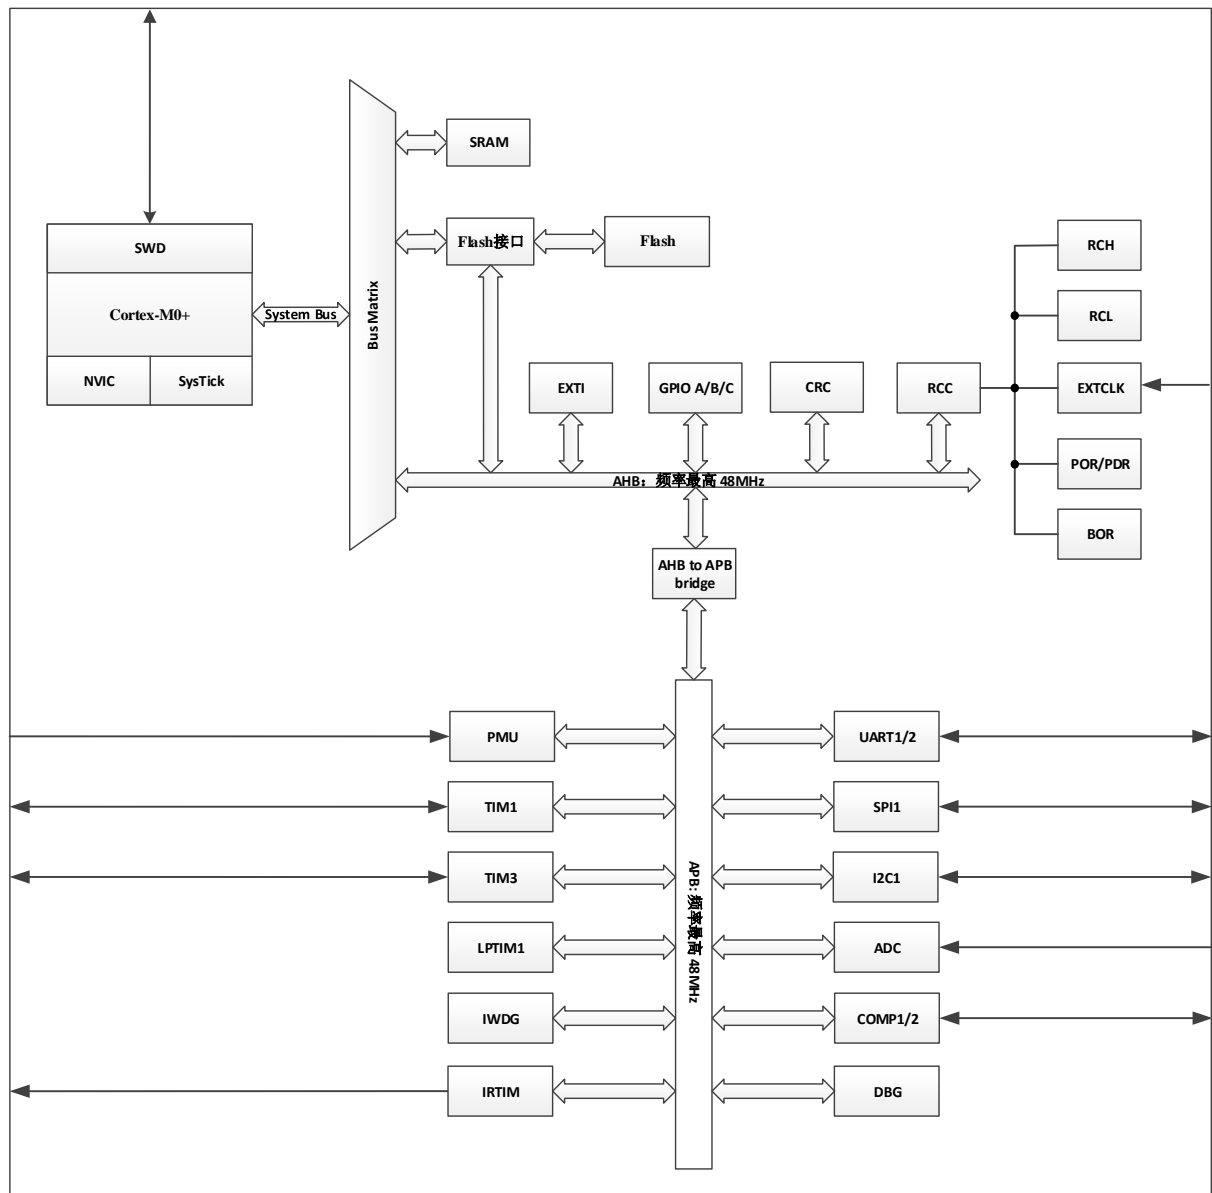 SRAM
SWD
Flash接口
Flash
RCH
Cortex-M0+
System Bus
Bus Matrix
RCL
NVIC
SysTick
EXTI
GPIO A/B/C
CRC
RCC
EXTCLK
POR/PDR
AHB：频率最高 48MHz
BOR
AHB to APB
bridge
PMU
UART1/2
TIM1
SPI1
TIM3
I2C1
APB: 频率最高 48MHz
LPTIM1
ADC
IWDG
COMP1/2
IRTIM
DBG